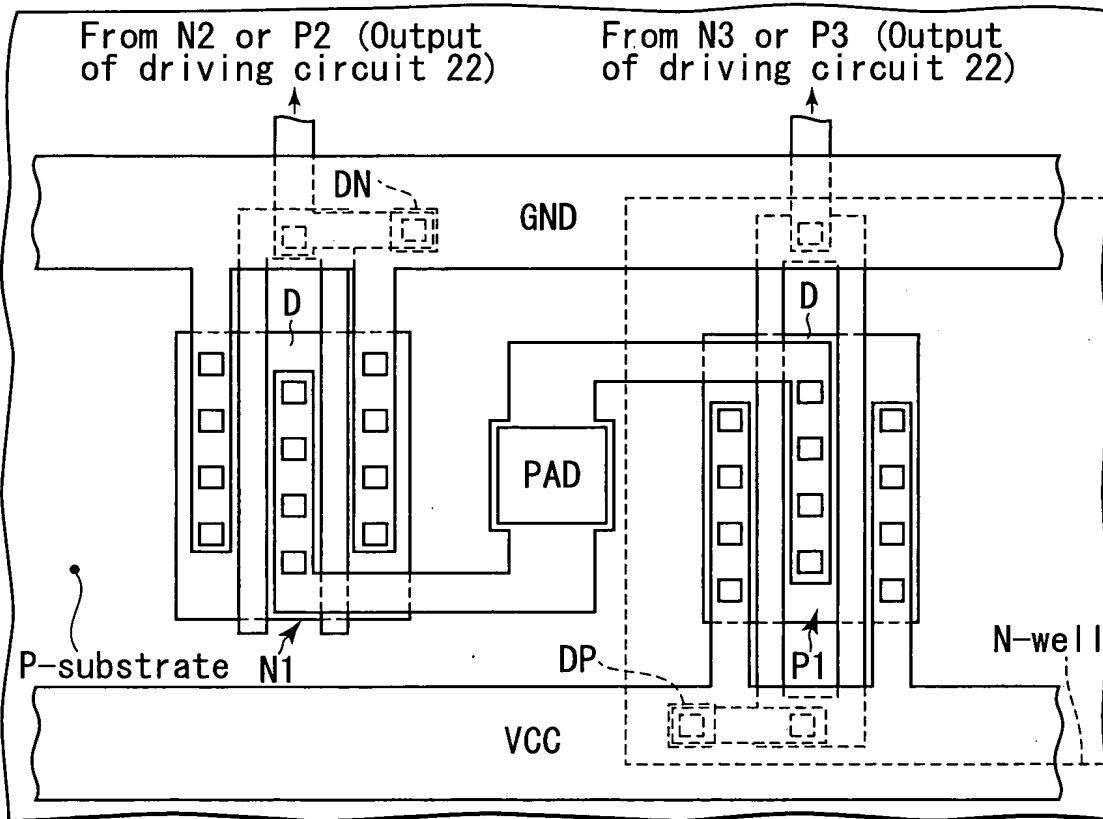 From N2 or P2 (Output
of driving circuit 22)
From N3 or P3 (Output
of driving circuit 22)
DN
GND
D
D
PAD
P-substrate
N1
DP
P1
N-well
VCC